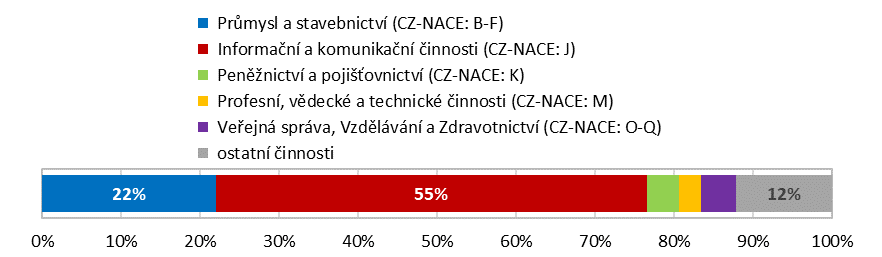 Průmysl a stavebnictví (CZ-NACE: B-F)
Informační a komunikační činnosti (CZ-NACE: J)
Peněžnictví a pojišťovnictví (CZ-NACE: K)
Profesní, vědecké a technické činnosti (CZ-NACE: M)
Veřejná správa, Vzdělávání a Zdravotnictví (CZ-NACE: O-Q)
ostatní činnosti
22% 55% 12%
0% 10% 20% 30% 40% 50% 60% 70% 80% 90% 100%